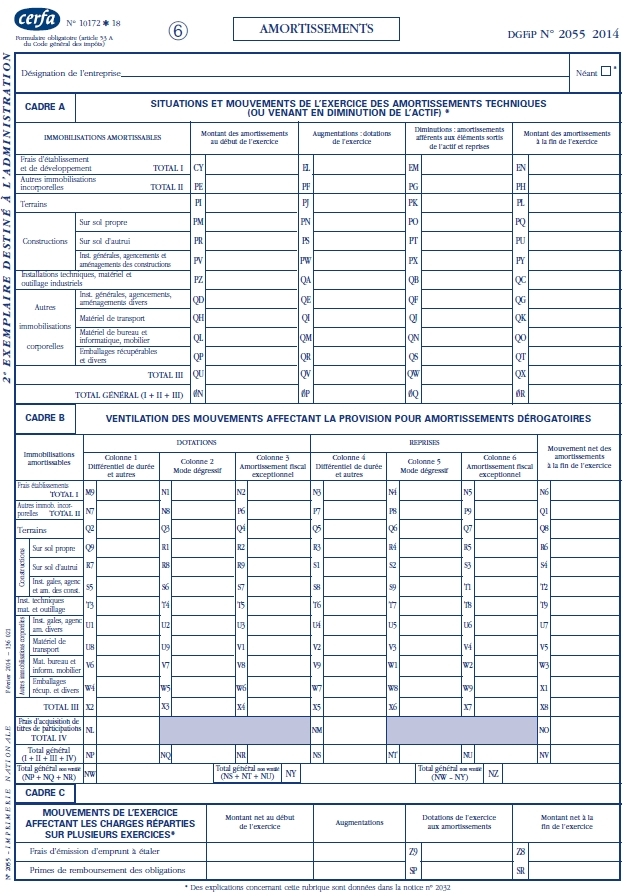 cerfa N° 10172 ✱ 18
Formulaire obligatoire (article 53 A
du Code général des impôts)
6
AMORTISSEMENTS
DGFiP N° 2055 2014
2e EXEMPLAIRE DESTINÉ À L'ADMINISTRATION
Désignation de l'entreprise
Néant *
CADRE A
SITUATIONS ET MOUVEMENTS DE L'EXERCICE DES AMORTISSEMENTS TECHNIQUES
(OU VENANT EN DIMINUTION DE L'ACTIF) *
IMMOBILISATIONS AMORTISSABLES
Montant des amortissements
au début de l'exercice
Augmentations : dotations
de l'exercice
Diminutions : amortissements
afférents aux éléments sortis
de l'actif et reprises
Montant des amortissements
à la fin de l'exercice
Frais d'établissement
et de développement TOTAL I CY EL EM EN
Autres immobilisations
incorporelles TOTAL II PE PF PG PH
Terrains PI PJ PK PL
Constructions
Sur sol propre PM PN PO PQ
Sur sol d'autrui PR PS PT PU
Inst. générales, agencements et
aménagements des constructions PV PW PX PY
Installations techniques, matériel et
outillage industriels PZ QA QB QC
Autres
immobilisations
corporelles
Inst. générales, agencements,
aménagements divers QD QE QF QG
Matériel de transport QH QI QJ QK
Matériel de bureau et
informatique, mobilier QL QM QN QO
Emballages récupérables
et divers QP QR QS QT
TOTAL III QU QV QW QX
TOTAL GÉNÉRAL (I + II + III) ØN ØP ØQ ØR
CADRE B
VENTILATION DES MOUVEMENTS AFFECTANT LA PROVISION POUR AMORTISSEMENTS DÉROGATOIRES
Immobilisations
amortissables
DOTATIONS
REPRISES
Colonne 1
Différentiel de durée
et autres
Colonne 2
Mode dégressif
Colonne 3
Amortissement fiscal
exceptionnel
Colonne 4
Différentiel de durée
et autres
Colonne 5
Mode dégressif
Colonne 6
Amortissement fiscal
exceptionnel
Mouvement net des
amortissements
à la fin de l'exercice
Frais établissements
TOTAL I M9 N1 N2 N3 N4 N5 N6
Autres immob. incor-
porelles TOTAL II N7 N8 P6 P7 P8 P9 Q1
Terrains Q2 Q3 Q4 Q5 Q6 Q7 Q8
Constructions
Sur sol propre Q9 R1 R2 R3 R4 R5 R6
Sur sol d'autrui R7 R8 R9 S1 S2 S3 S4
Inst. gales, agenc
et am. des const. S5 S6 S7 S8 S9 T1 T2
Inst. techniques
mat. et outillage T3 T4 T5 T6 T7 T8 T9
Autres immobilisations corporelles
Inst. gales, agenc
am. divers U1 U2 U3 U4 U5 U6 U7
Matériel de
transport U8 U9 V1 V2 V3 V4 V5
Mat. bureau et
inform. mobilier V6 V7 V8 V9 W1 W2 W3
Emballages
récup. et divers W4 W5 W6 W7 W8 W9 X1
TOTAL III X2 X3 X4 X5 X6 X7 X8
Frais d'acquisition de
titres de participations
TOTAL IV NL NM NO
Total général
(I + II + III + IV) NP NQ NR NS NT NU NV
Total général non ventilé
(NP + NQ + NR) NW
Total général non ventilé
(NS + NT + NU) NY
Total général non ventilé
(NW – NY) NZ
CADRE C
MOUVEMENTS DE L'EXERCICE
AFFECTANT LES CHARGES RÉPARTIES
SUR PLUSIEURS EXERCICES*
Montant net au début
de l'exercice
Augmentations
Dotations de l'exercice
aux amortissements
Montant net à la
fin de l'exercice
Frais d'émission d'emprunt à étaler Z9 Z8
Primes de remboursement des obligations SP SR
N° 2055 – IMPRIMERIE NATIONALE
* Des explications concernant cette rubrique sont données dans la notice n° 2032